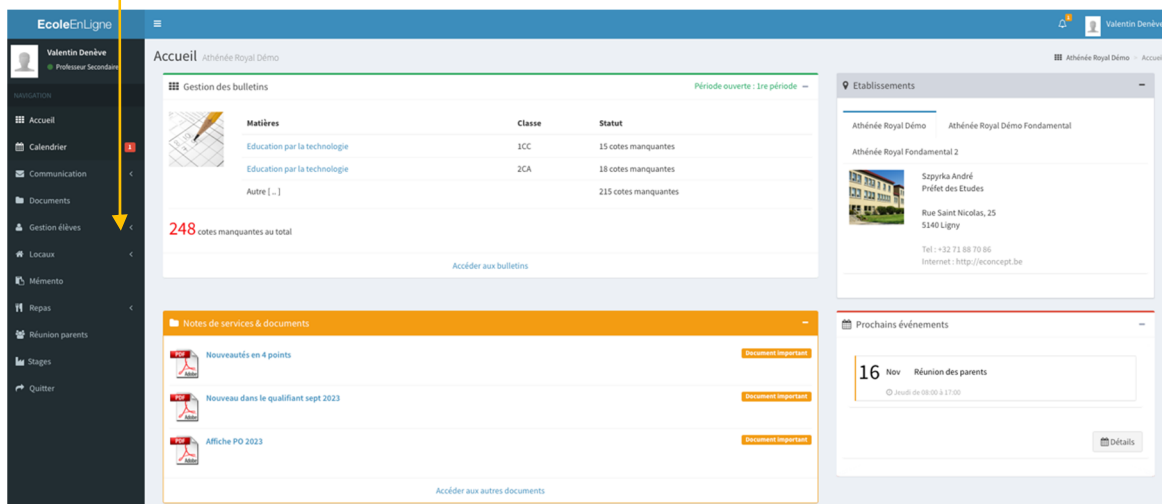 EcoleEnLigne
Valentin Denève
Valentin Denève
Professeur Secondaire
NAVIGATION
Accueil
Calendrier 1
Communication
Documents
Gestion élèves
Locaux
Mémento
Repas
Réunion parents
Stages
Quitter
Accueil Athénée Royal Démo
Athénée Royal Démo > Accueil
Gestion des bulletins Période ouverte : 1re période
Matières Classe Statut
Education par la technologie 1CC 15 cotes manquantes
Education par la technologie 2CA 18 cotes manquantes
Autre [ .. ] 215 cotes manquantes
248 cotes manquantes au total
Accéder aux bulletins
Notes de services & documents
PDF Adobe Nouveautés en 4 points Document important
PDF Adobe Nouveau dans le qualifiant sept 2023 Document important
PDF Adobe Affiche PO 2023 Document important
Accéder aux autres documents
Etablissements
Athénée Royal Démo Athénée Royal Démo Fondamental
Athénée Royal Fondamental 2
Szpyrka André
Préfet des Etudes
Rue Saint Nicolas, 25
5140 Ligny
Tel : +32 71 88 70 86
Internet : http://econcept.be
Prochains événements
16 Nov Réunion des parents
Jeudi de 08:00 à 17:00
Détails